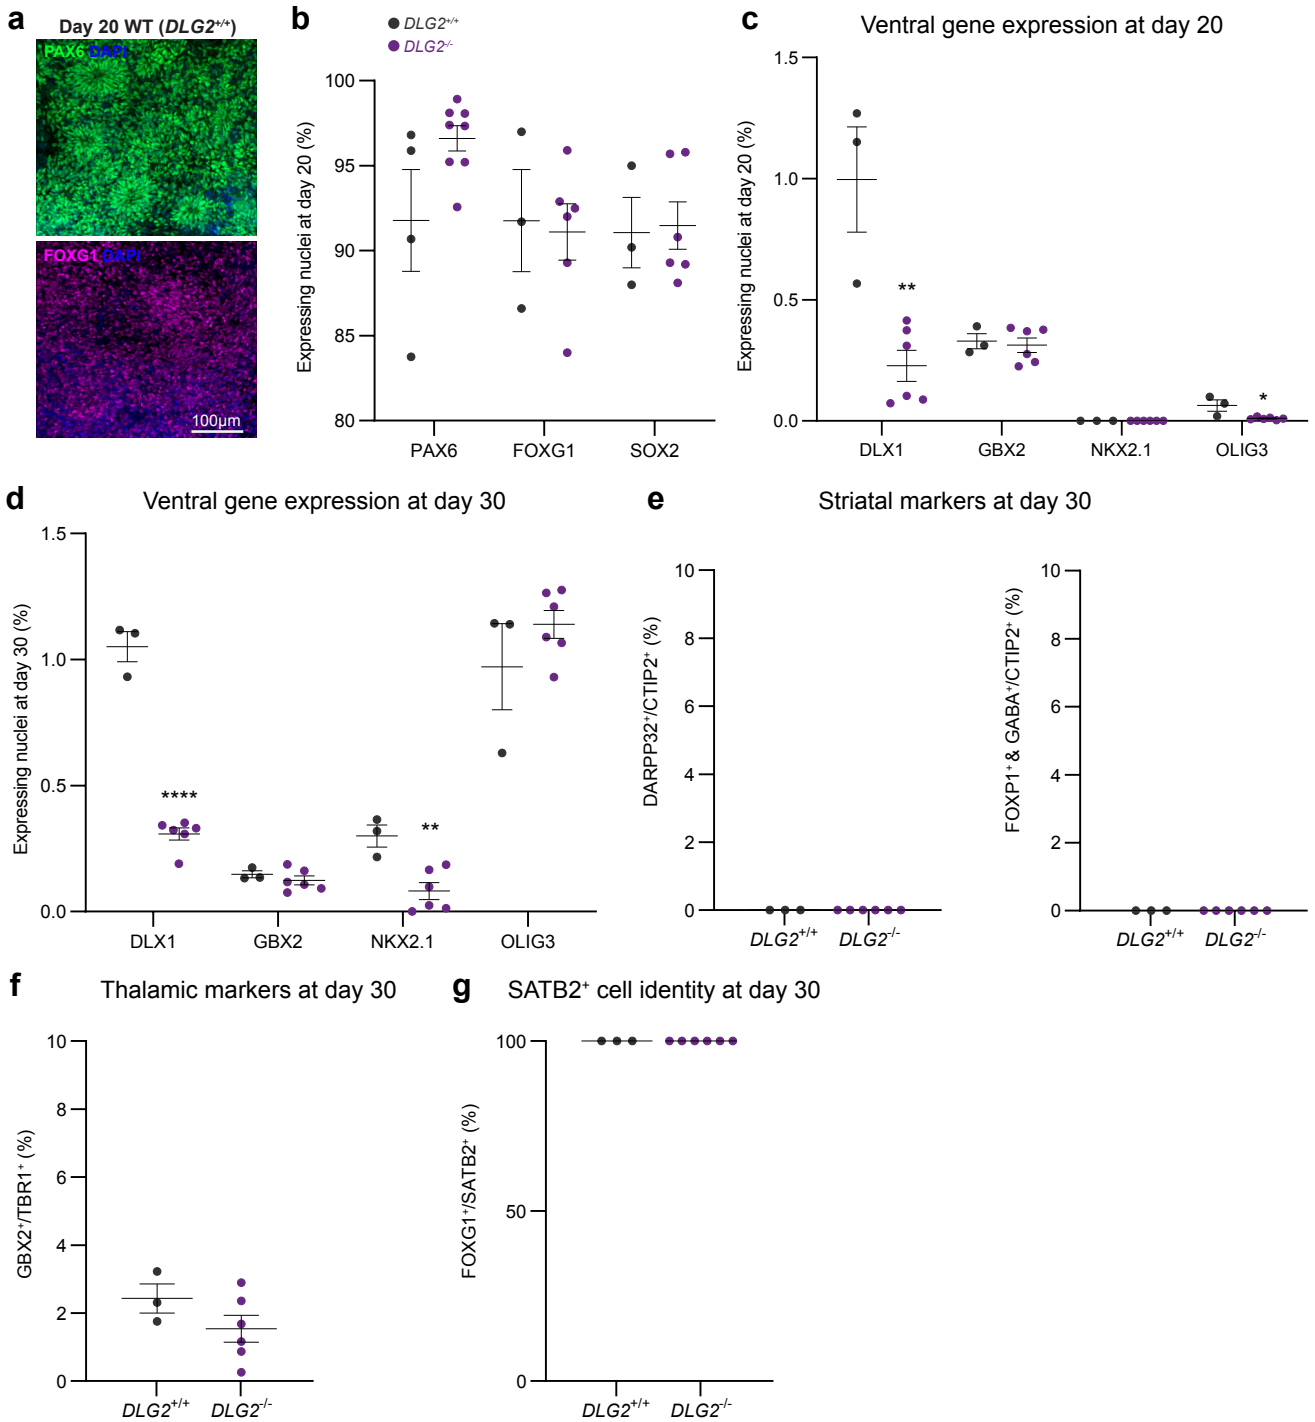 a
Day 20 WT (DLG2+/+)
PAX6 DAPI
FOXG1 DAPI
100µm
b
DLG2+/+
DLG2-/-
Expressing nuclei at day 20 (%)
100
95
90
85
80
PAX6 FOXG1 SOX2
c
Ventral gene expression at day 20
Expressing nuclei at day 20 (%)
1.5
1.0
0.5
0.0
**
*
DLX1 GBX2 NKX2.1 OLIG3
d
Ventral gene expression at day 30
Expressing nuclei at day 30 (%)
1.5
1.0
0.5
0.0
****
**
DLX1 GBX2 NKX2.1 OLIG3
e
Striatal markers at day 30
DARPP32+/CTIP2+ (%)
10
8
6
4
2
0
DLG2+/+ DLG2-/-
FOXP1+ & GABA+/CTIP2+ (%)
10
8
6
4
2
0
DLG2+/+ DLG2-/-
f
Thalamic markers at day 30
GBX2+/TBR1+ (%)
10
8
6
4
2
0
DLG2+/+ DLG2-/-
g
SATB2+ cell identity at day 30
FOXG1+/SATB2+ (%)
100
50
0
DLG2+/+ DLG2-/-